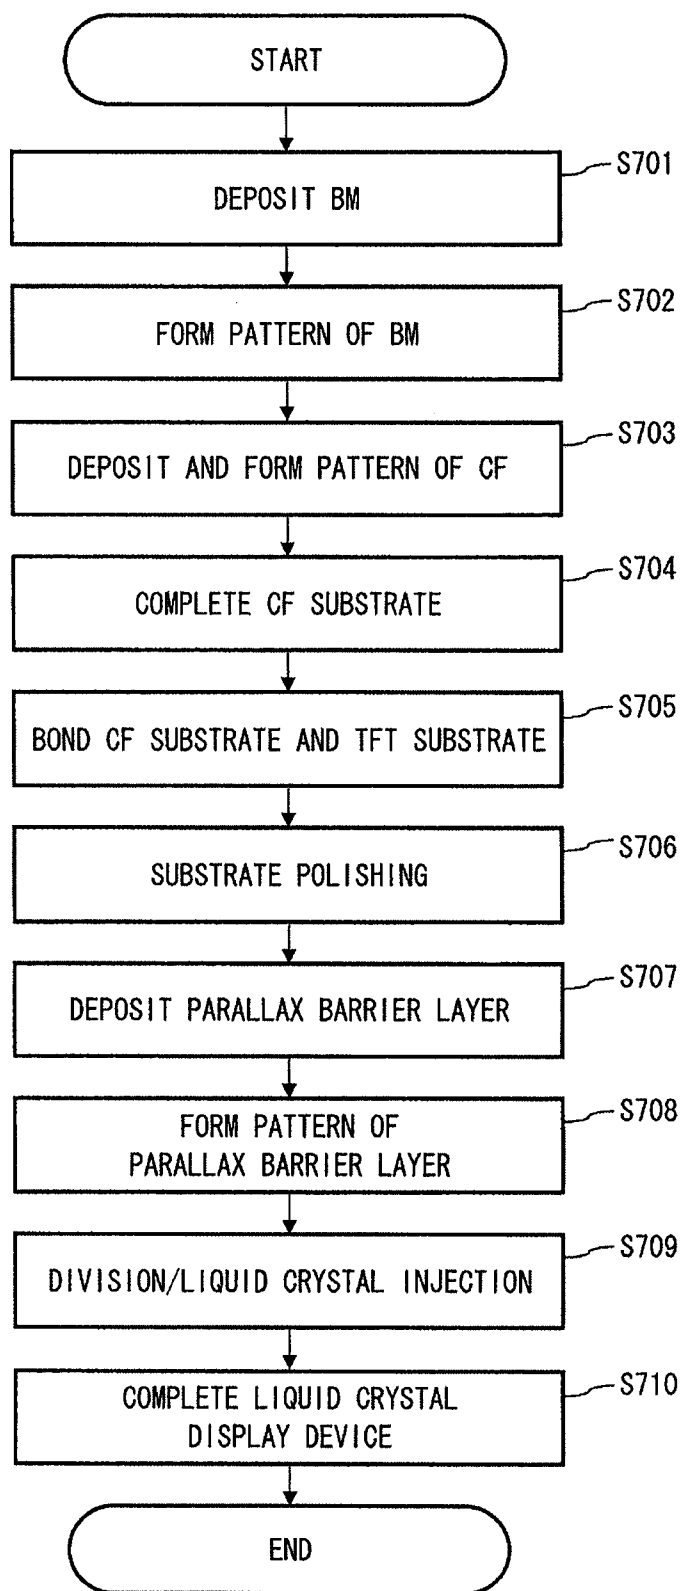 START
S701
DEPOSIT BM
S702
FORM PATTERN OF BM
S703
DEPOSIT AND FORM PATTERN OF CF
S704
COMPLETE CF SUBSTRATE
S705
BOND CF SUBSTRATE AND TFT SUBSTRATE
S706
SUBSTRATE POLISHING
S707
DEPOSIT PARALLAX BARRIER LAYER
S708
FORM PATTERN OF
PARALLAX BARRIER LAYER
S709
DIVISION/LIQUID CRYSTAL INJECTION
S710
COMPLETE LIQUID CRYSTAL
DISPLAY DEVICE
END